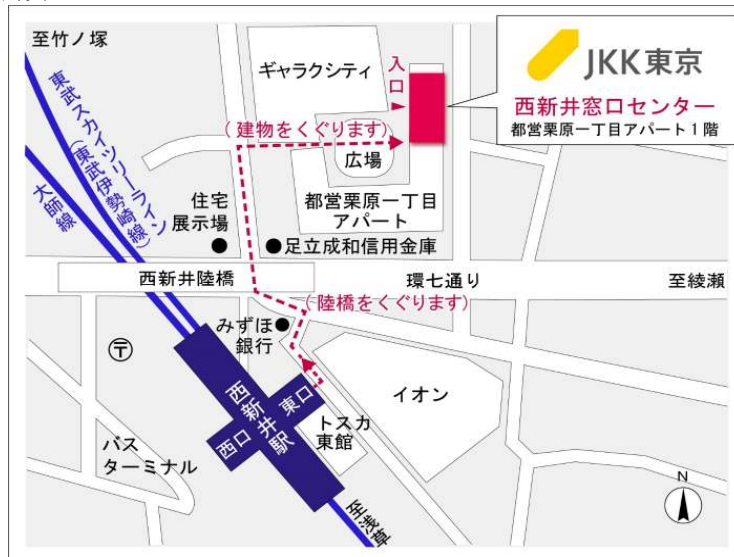 至竹ノ塚
ギャラクシティ
入口
JKK東京
西新井窓口センター
都営栗原一丁目アパート1階
東武スカイツリーライン
(東武伊勢崎線)
大師線
(建物をくぐります)
広場
住宅
展示場
都営栗原一丁目
アパート
足立成和信用金庫
西新井陸橋
環七通り
至綾瀬
(陸橋をくぐります)
みずほ
銀行
〒
西新井駅
東口
西口
イオン
トスカ
東館
バス
ターミナル
至浅草
N